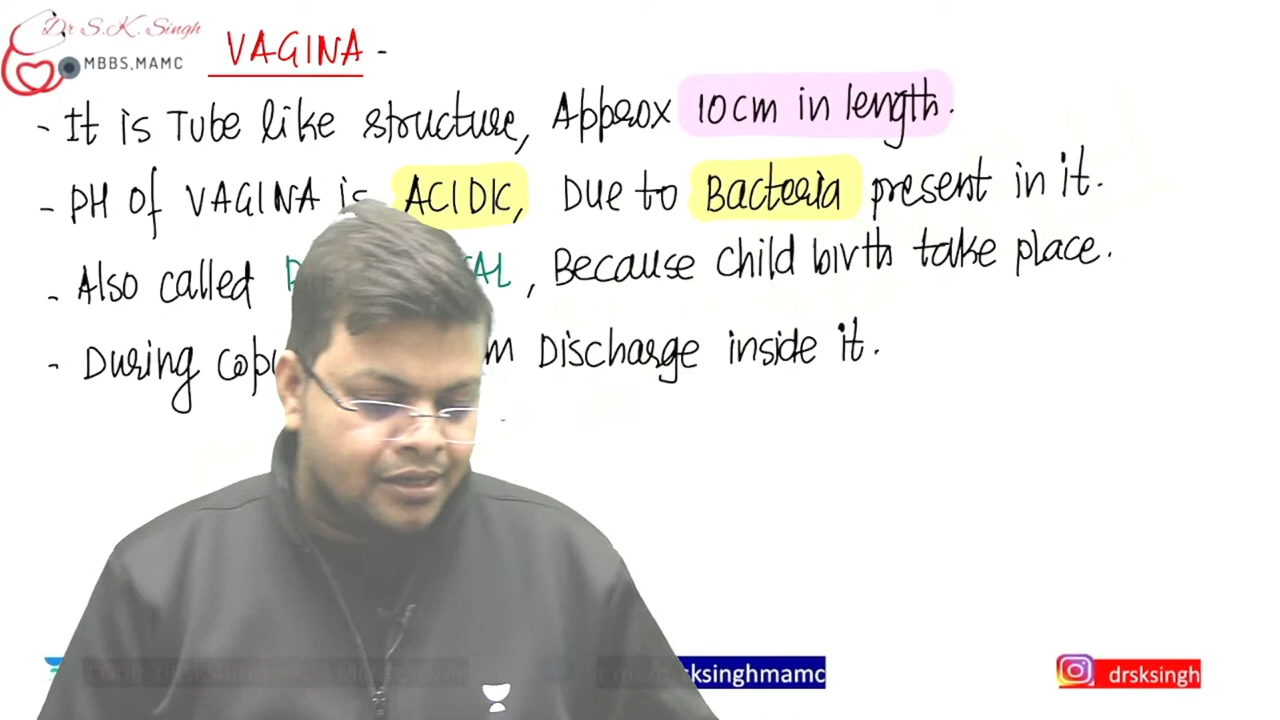 Dr S.K. Singh
MBBS,MAMC
VAGINA -
- It is Tube like structure, Approx 10cm in length.
- PH of VAGINA is ACIDIC, Due to Bacteria present in it.
- Also called , Because child birth take place.
- During Discharge inside it.
ksinghmamc
drsksingh